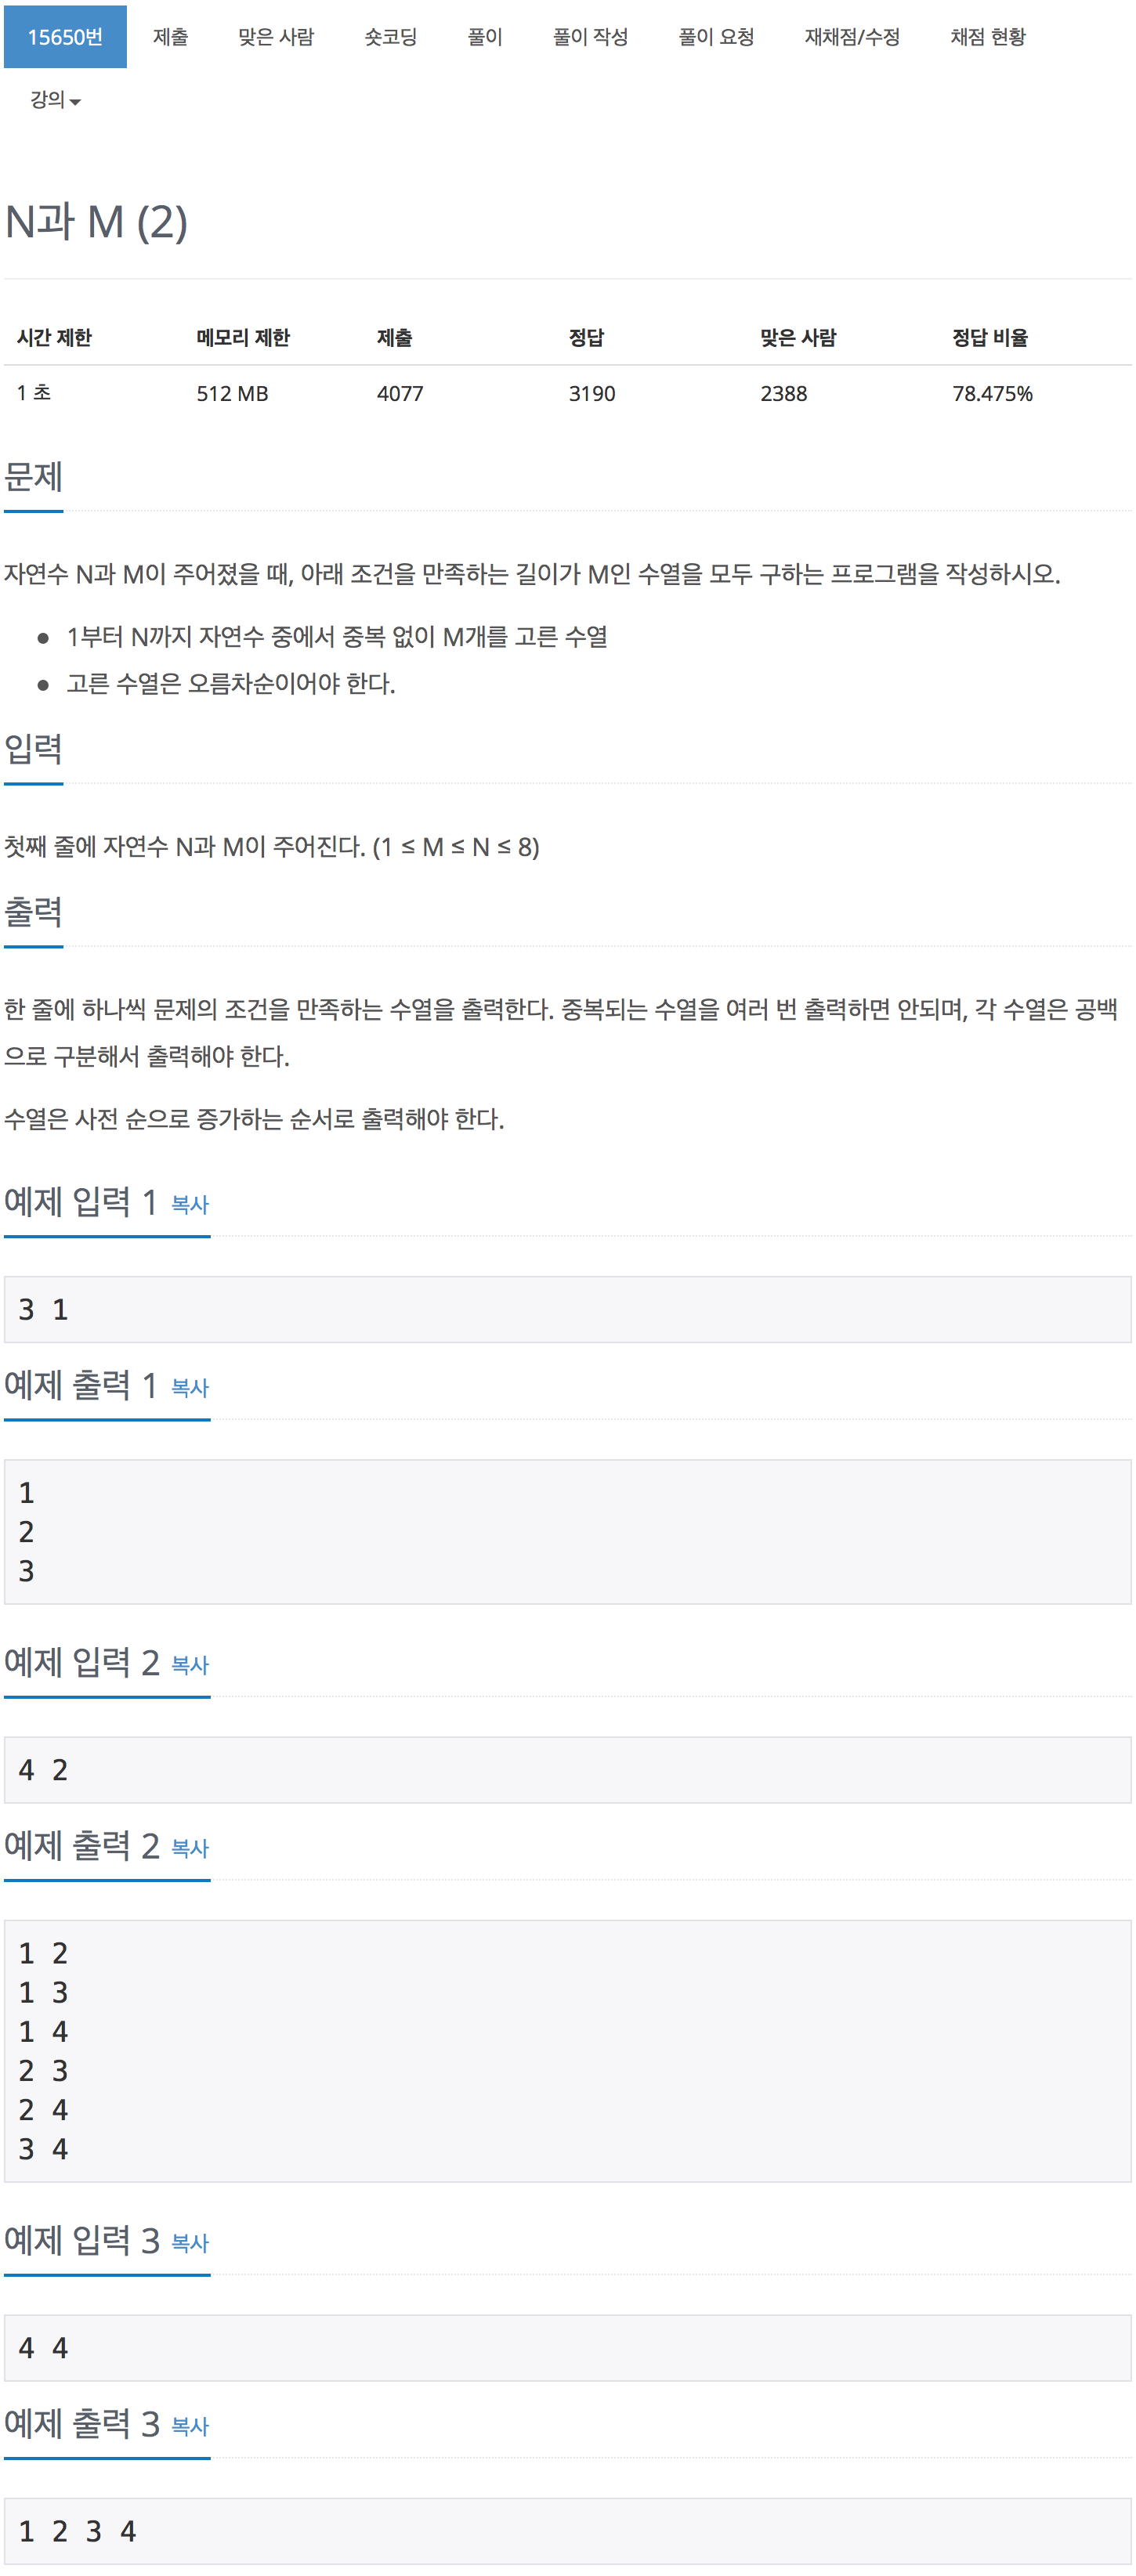 15650번 제출 맞은 사람 숏코딩 풀이 풀이 작성 풀이 요청 재채점/수정 채점 현황
강의
N과 M (2)
시간 제한 메모리 제한 제출 정답 맞은 사람 정답 비율
1 초 512 MB 4077 3190 2388 78.475%
문제
자연수 N과 M이 주어졌을 때, 아래 조건을 만족하는 길이가 M인 수열을 모두 구하는 프로그램을 작성하시오.
1부터 N까지 자연수 중에서 중복 없이 M개를 고른 수열
고른 수열은 오름차순이어야 한다.
입력
첫째 줄에 자연수 N과 M이 주어진다. (1 ≤ M ≤ N ≤ 8)
출력
한 줄에 하나씩 문제의 조건을 만족하는 수열을 출력한다. 중복되는 수열을 여러 번 출력하면 안되며, 각 수열은 공백
으로 구분해서 출력해야 한다.
수열은 사전 순으로 증가하는 순서로 출력해야 한다.
예제 입력 1 복사
3 1
예제 출력 1 복사
1
2
3
예제 입력 2 복사
4 2
예제 출력 2 복사
1 2
1 3
1 4
2 3
2 4
3 4
예제 입력 3 복사
4 4
예제 출력 3 복사
1 2 3 4